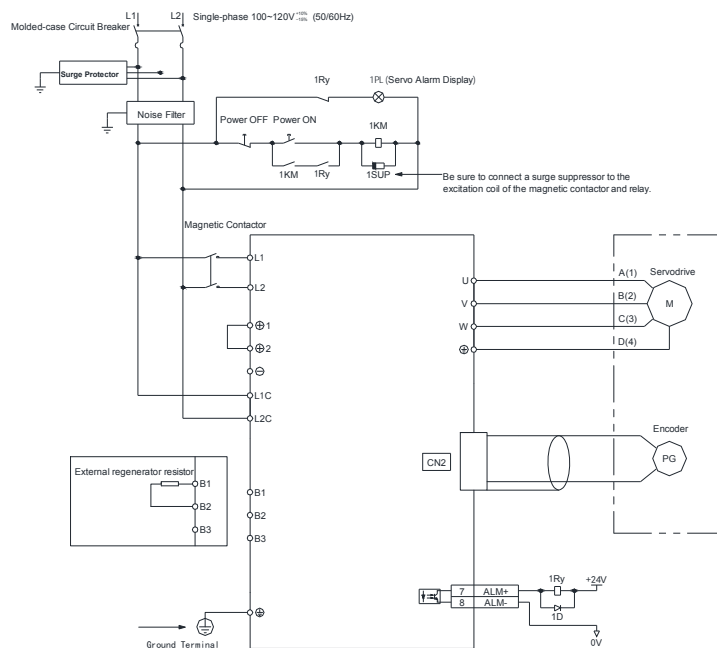 L1 L2 Single-phase 100~120V +10% -15% (50/60Hz)
Molded-case Circuit Breaker
Surge Protector
Noise Filter
1Ry 1PL (Servo Alarm Display)
Power OFF Power ON 1KM
1KM 1Ry 1SUP
Be sure to connect a surge suppressor to the
excitation coil of the magnetic contactor and relay.
Magnetic Contactor
L1
L2
1
2
L1C
L2C
U
V
W
A(1)
B(2)
C(3)
D(4)
Servodrive
M
Encoder
PG
CN2
External regenerator resistor
B1
B2
B3
B1
B2
B3
7 ALM+
8 ALM-
1Ry +24V
1D
0V
Ground Terminal